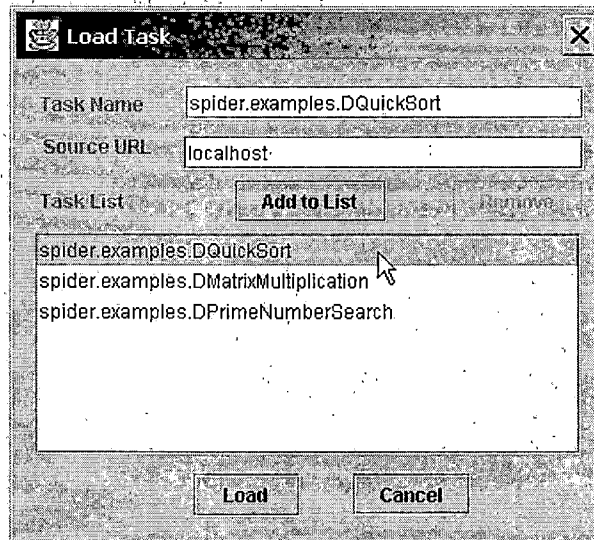 Load Task
Task Name spider.examples.DQuickSort
Source URL localhost
Task List Add to List Remove
spider.examples.DQuickSort
spider.examples.DMatrixMultiplication
spider.examples.DPrimeNumberSearch
Load Cancel